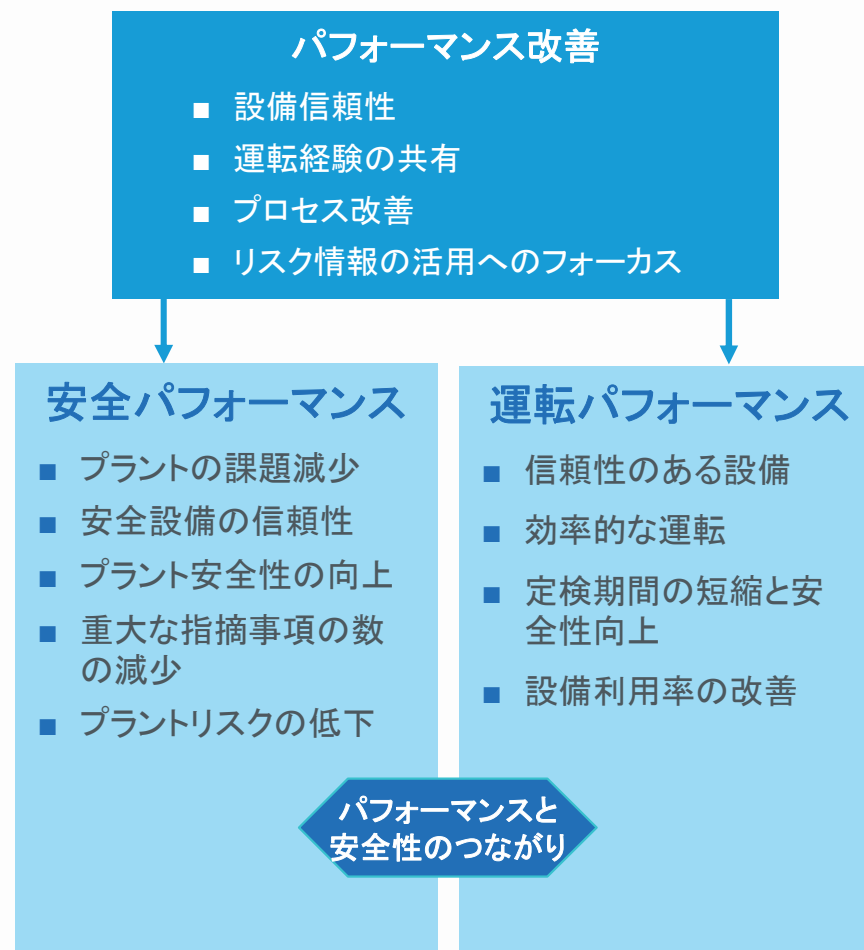 パフォーマンス改善
■ 設備信頼性
■ 運転経験の共有
■ プロセス改善
■ リスク情報の活用へのフォーカス
安全パフォーマンス
■ プラントの課題減少
■ 安全設備の信頼性
■ プラント安全性の向上
■ 重大な指摘事項の数
の減少
■ プラントリスクの低下
運転パフォーマンス
■ 信頼性のある設備
■ 効率的な運転
■ 定検期間の短縮と安
全性向上
■ 設備利用率の改善
パフォーマンスと
安全性のつながり